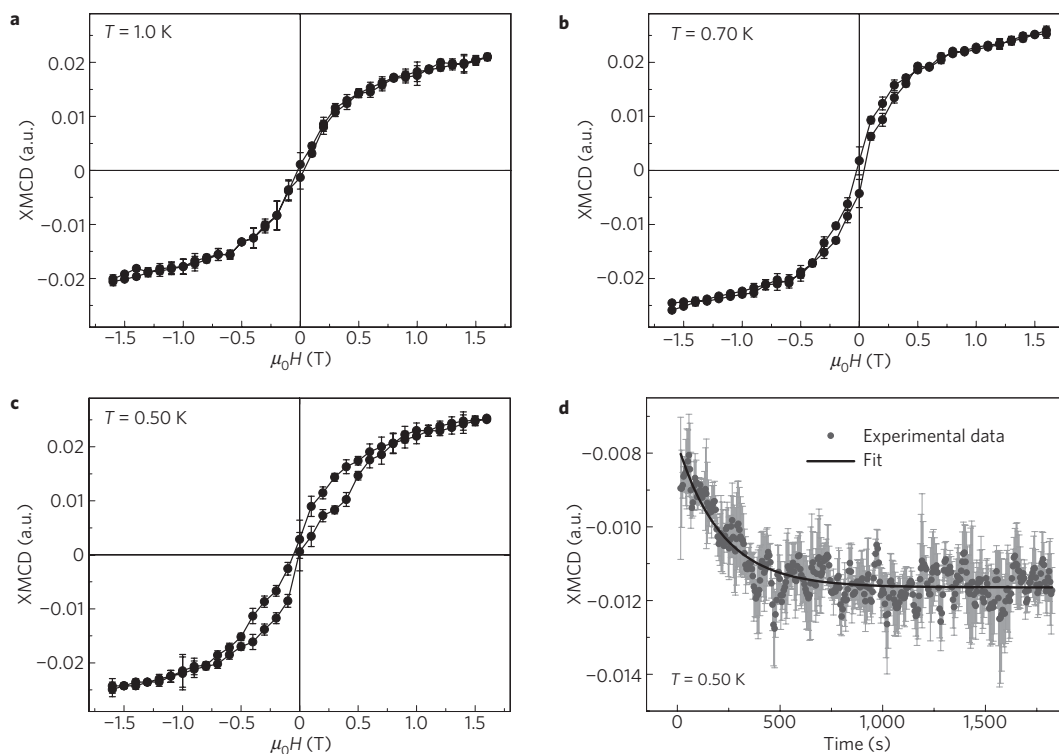 a
T = 1.0 K
0.02
0.01
0
−0.01
−0.02
XMCD (a.u.)
−1.5 −1.0 −0.5 0 0.5 1.0 1.5
μ₀H (T)
b
T = 0.70 K
0.02
0.01
0
−0.01
−0.02
XMCD (a.u.)
−1.5 −1.0 −0.5 0 0.5 1.0 1.5
μ₀H (T)
c
T = 0.50 K
0.02
0.01
0
−0.01
−0.02
XMCD (a.u.)
−1.5 −1.0 −0.5 0 0.5 1.0 1.5
μ₀H (T)
d
Experimental data
Fit
−0.008
−0.010
−0.012
−0.014
XMCD (a.u.)
T = 0.50 K
0 500 1,000 1,500
Time (s)